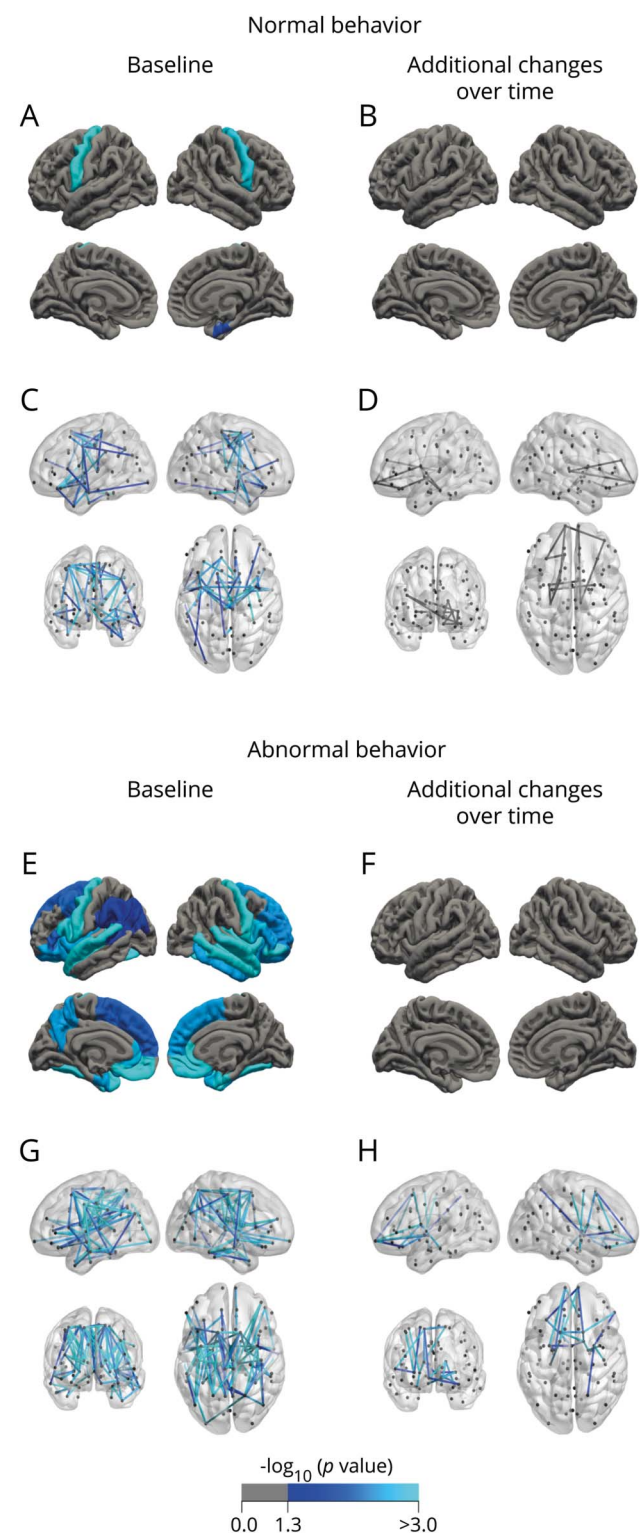 Normal behavior
Baseline
Additional changes
over time
A
B
C
D
Abnormal behavior
Baseline
Additional changes
over time
E
F
G
H
-log10 (p value)
0.0 1.3 >3.0